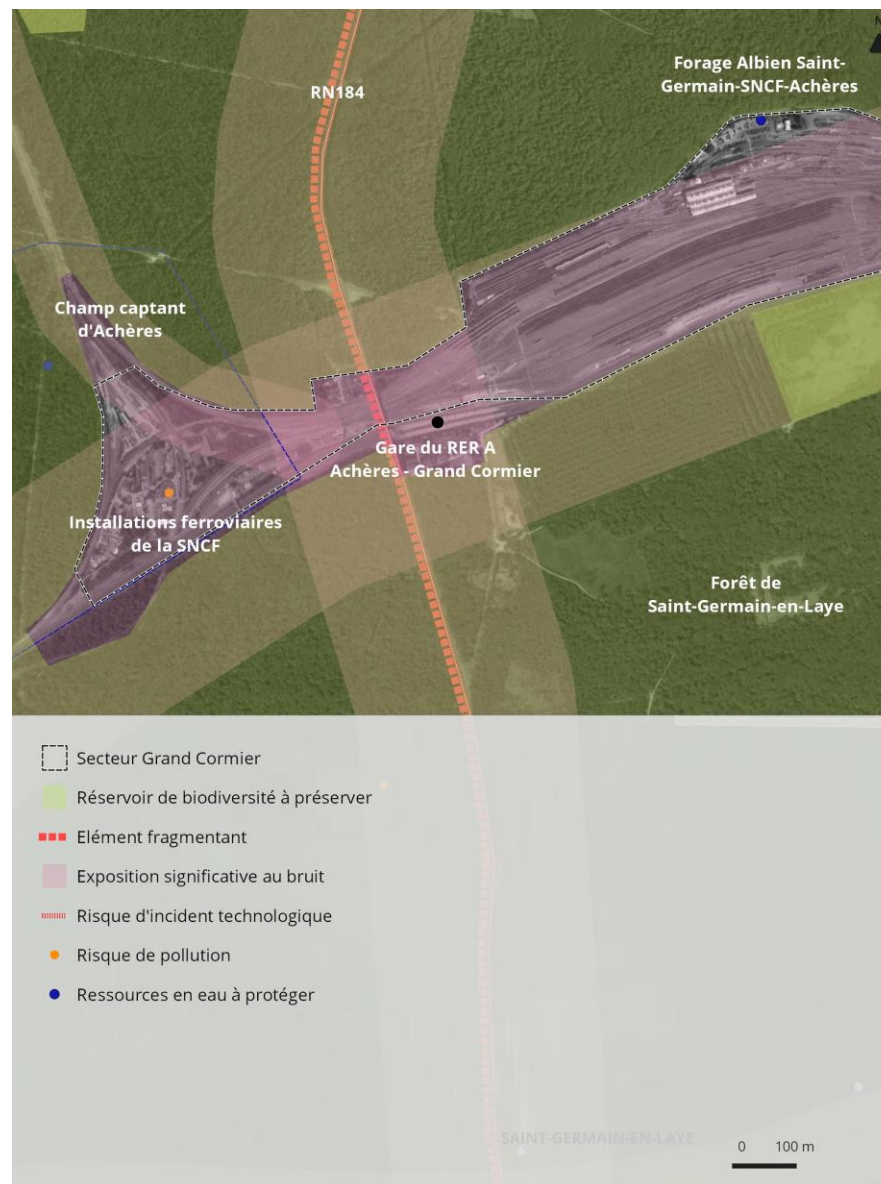 N
Forage Albien Saint-
Germain-SNCF-Achères
RN184
Champ captant
d'Achères
Gare du RER A
Achères - Grand Cormier
Installations ferroviaires
de la SNCF
Forêt de
Saint-Germain-en-Laye
Secteur Grand Cormier
Réservoir de biodiversité à préserver
Elément fragmentant
Exposition significative au bruit
Risque d'incident technologique
Risque de pollution
Ressources en eau à protéger
SAINT-GERMAIN-EN-LAYE
0 100 m